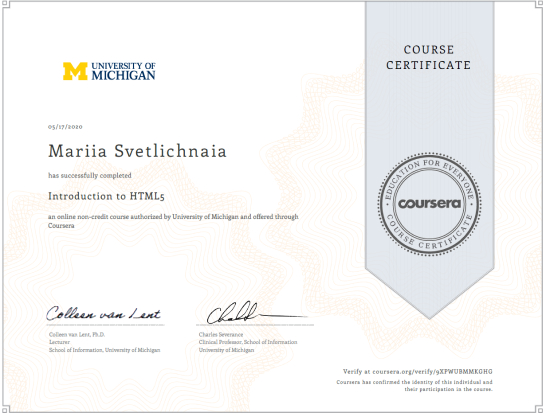 UNIVERSITY OF
MICHIGAN
COURSE
CERTIFICATE
05/17/2020
Mariia Svetlichnaia
has successfully completed
Introduction to HTML5
an online non-credit course authorized by University of Michigan and offered through
Coursera
EDUCATION FOR EVERYONE
coursera
COURSE CERTIFICATE
Colleen van Lent
Colleen van Lent, Ph.D.
Lecturer
School of Information, University of Michigan
Charles Severance
Clinical Professor, School of Information
University of Michigan
Verify at coursera.org/verify/9XPWUBMMKGHG
Coursera has confirmed the identity of this individual and
their participation in the course.